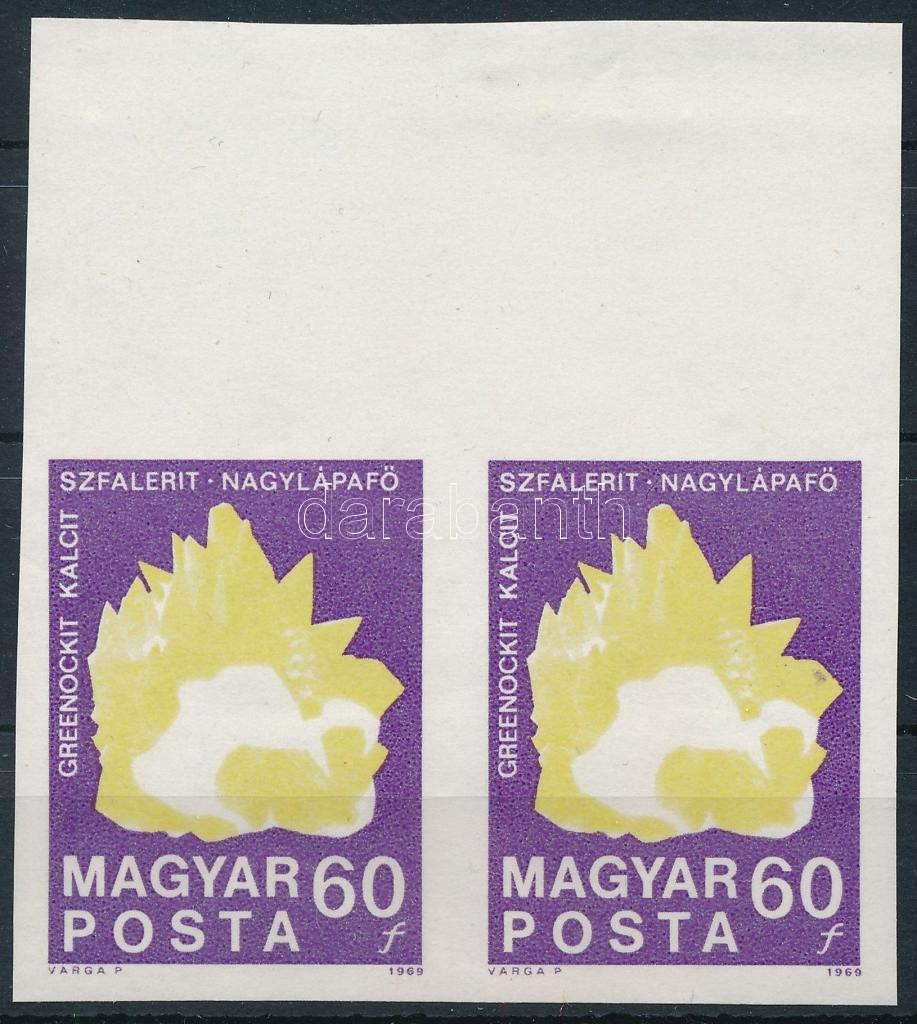 SZFALERIT · NAGYLÁPAFŐ
GREENOCKIT KALCIT
MAGYAR 60
POSTA f
VARGA P 1969
SZFALERIT · NAGYLÁPAFŐ
GREENOCKIT KALCIT
MAGYAR 60
POSTA f
VARGA P 1969
darabanth